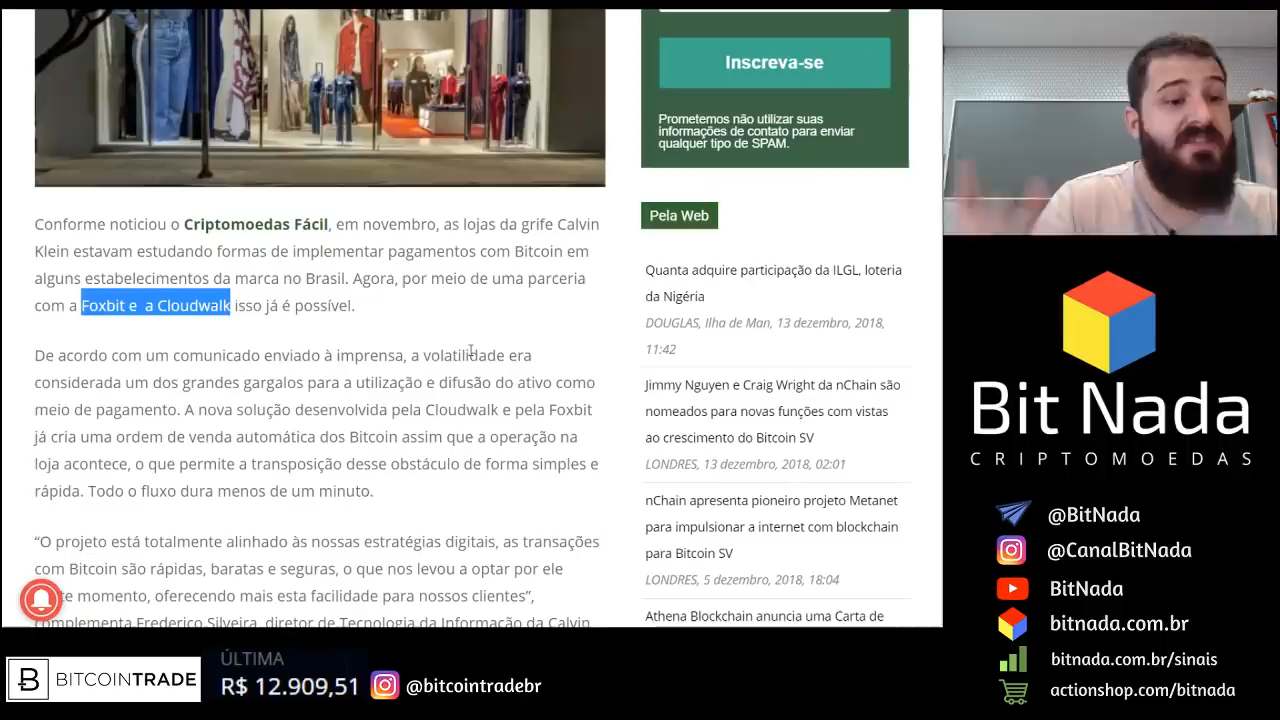 Conforme noticiou o Criptomoedas Fácil, em novembro, as lojas da grife Calvin
Klein estavam estudando formas de implementar pagamentos com Bitcoin em
alguns estabelecimentos da marca no Brasil. Agora, por meio de uma parceria
com a Foxbit e  a Cloudwalk isso já é possível.
De acordo com um comunicado enviado à imprensa, a volatilidade era
considerada um dos grandes gargalos para a utilização e difusão do ativo como
meio de pagamento. A nova solução desenvolvida pela Cloudwalk e pela Foxbit
já cria uma ordem de venda automática dos Bitcoin assim que a operação na
loja acontece, o que permite a transposição desse obstáculo de forma simples e
rápida. Todo o fluxo dura menos de um minuto.
“O projeto está totalmente alinhado às nossas estratégias digitais, as transações
com Bitcoin são rápidas, baratas e seguras, o que nos levou a optar por ele
momento, oferecendo mais esta facilidade para nossos clientes”,
complementa Frederico Silveira, diretor de Tecnologia da Informação da Calvin
Inscreva-se
Prometemos não utilizar suas
informações de contato para enviar
qualquer tipo de SPAM.
Pela Web
Quanta adquire participação da ILGL, loteria
da Nigéria
DOUGLAS, Ilha de Man, 13 dezembro, 2018,
11:42
Jimmy Nguyen e Craig Wright da nChain são
nomeados para novas funções com vistas
ao crescimento do Bitcoin SV
LONDRES, 13 dezembro, 2018, 02:01
nChain apresenta pioneiro projeto Metanet
para impulsionar a internet com blockchain
para Bitcoin SV
LONDRES, 5 dezembro, 2018, 18:04
Athena Blockchain anuncia uma Carta de
Bit Nada
CRIPTOMOEDAS
@BitNada
@CanalBitNada
BitNada
bitnada.com.br
bitnada.com.br/sinais
actionshop.com/bitnada
BITCOINTRADE
ÚLTIMA
R$ 12.909,51
@bitcointradebr